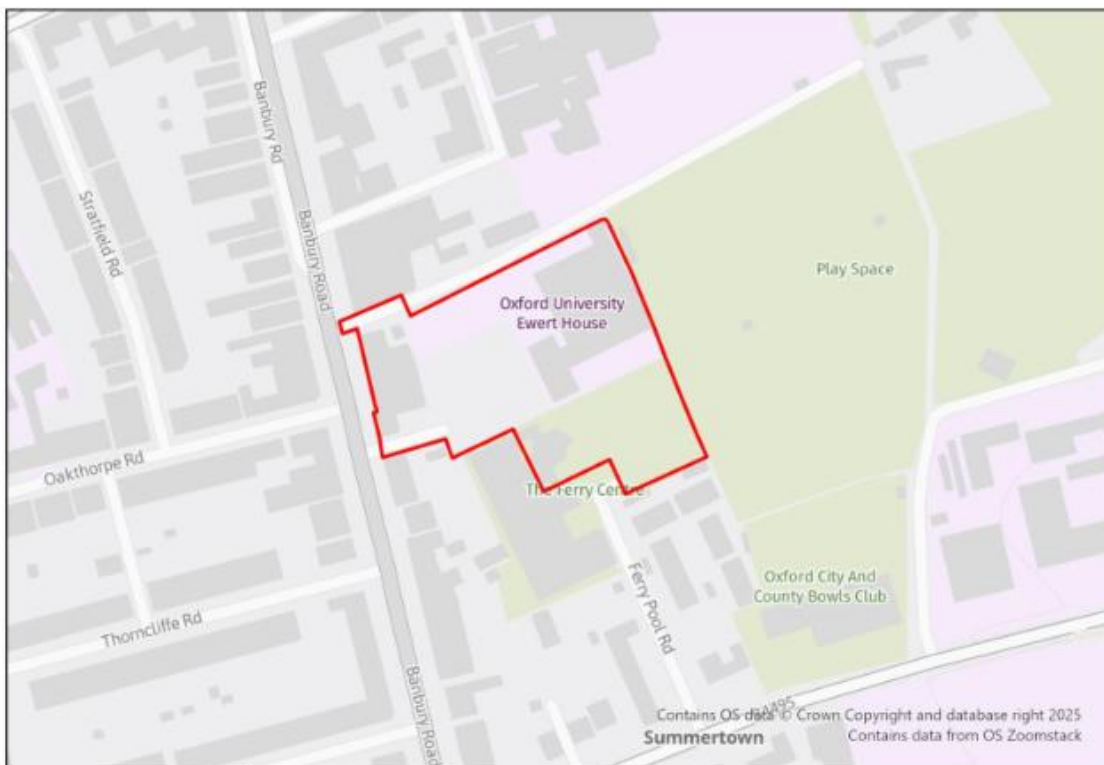 Banbury Rd
Stratfield Rd
Banbury Road
Play Space
Oxford University
Ewert House
Oakthorpe Rd
The Ferry Centre
Ferry Pool Rd
Oxford City And
County Bowls Club
Thorncliffe Rd
Banbury Road
Contains OS data © Crown Copyright and database right 2025
Summertown
Contains data from OS Zoomstack